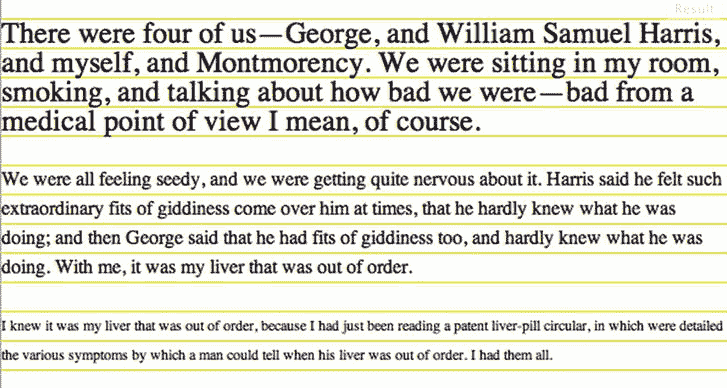 Result
There were four of us—George, and William Samuel Harris,
and myself, and Montmorency. We were sitting in my room,
smoking, and talking about how bad we were—bad from a
medical point of view I mean, of course.
We were all feeling seedy, and we were getting quite nervous about it. Harris said he felt such
extraordinary fits of giddiness come over him at times, that he hardly knew what he was
doing; and then George said that he had fits of giddiness too, and hardly knew what he was
doing. With me, it was my liver that was out of order.
I knew it was my liver that was out of order, because I had just been reading a patent liver-pill circular, in which were detailed
the various symptoms by which a man could tell when his liver was out of order. I had them all.